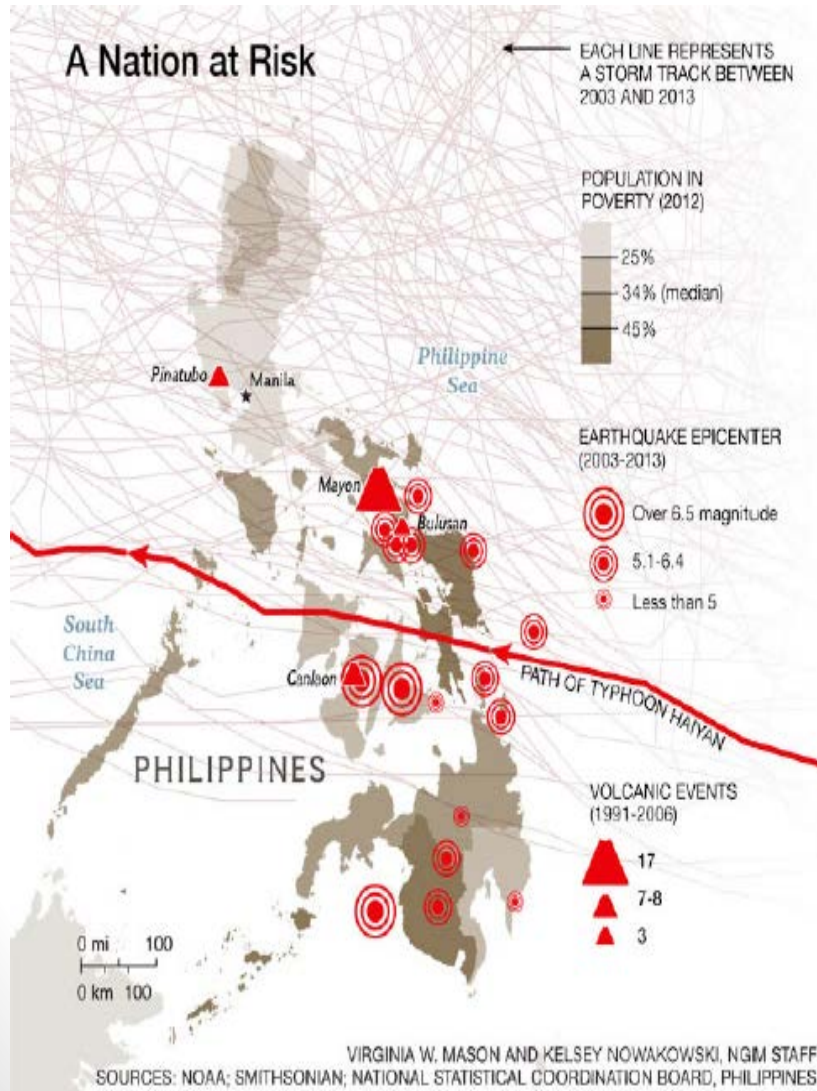 A Nation at Risk
EACH LINE REPRESENTS
A STORM TRACK BETWEEN
2003 AND 2013
POPULATION IN
POVERTY (2012)
25%
34% (median)
45%
Philippine
Sea
Pinatubo
Manila
EARTHQUAKE EPICENTER
(2003-2013)
Over 6.5 magnitude
5.1-6.4
Less than 5
Mayon
Bulusan
South
China
Sea
Canlaon
PATH OF TYPHOON HAIYAN
PHILIPPINES
VOLCANIC EVENTS
(1991-2006)
17
7-8
3
0 mi 100
0 km 100
VIRGINIA W. MASON AND KELSEY NOWAKOWSKI, NGM STAFF
SOURCES: NOAA; SMITHSONIAN; NATIONAL STATISTICAL COORDINATION BOARD, PHILIPPINES